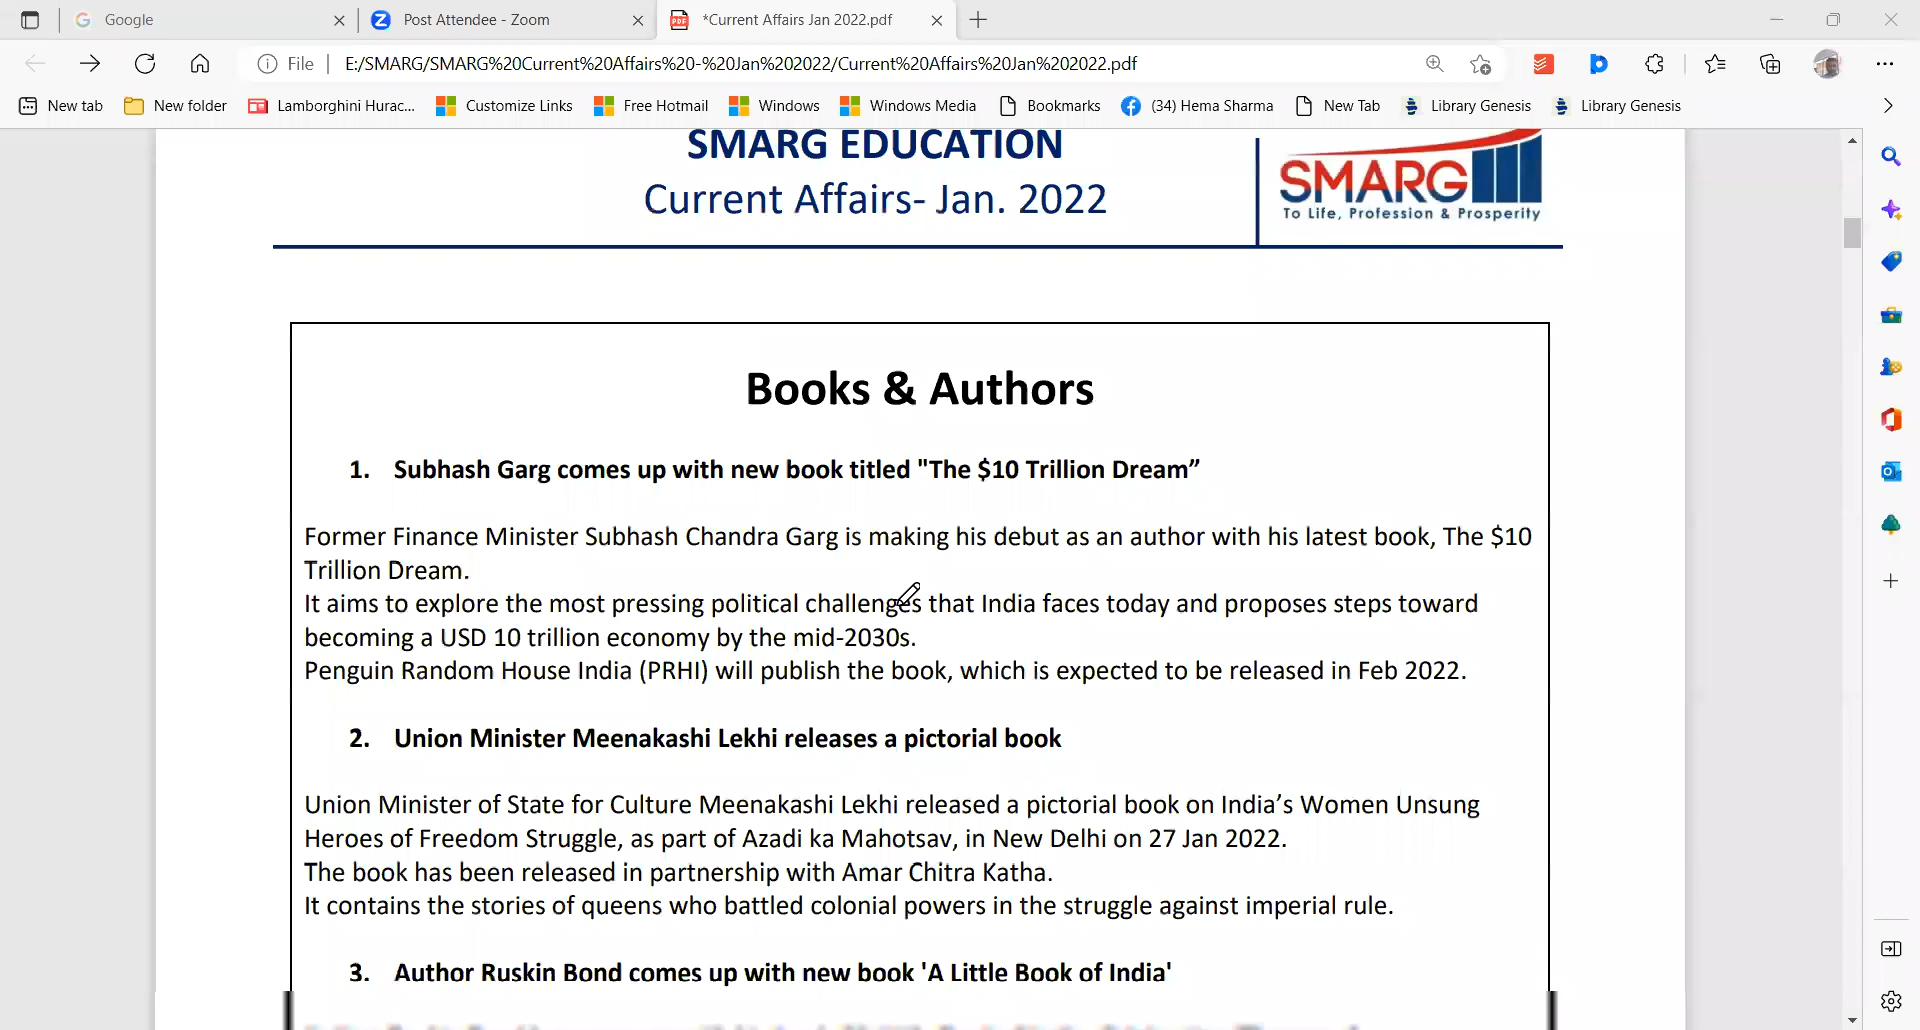 Google
Post Attendee - Zoom
*Current Affairs Jan 2022.pdf
File
E:/SMARG/SMARG%20Current%20Affairs%20-%20Jan%202022/Current%20Affairs%20Jan%202022.pdf
New tab
New folder
Lamborghini Hurac...
Customize Links
Free Hotmail
Windows
Windows Media
Bookmarks
(34) Hema Sharma
New Tab
Library Genesis
Library Genesis
SMARG EDUCATION
Current Affairs- Jan. 2022
SMARG
To Life, Profession & Prosperity
Books & Authors
1. Subhash Garg comes up with new book titled "The $10 Trillion Dream”
Former Finance Minister Subhash Chandra Garg is making his debut as an author with his latest book, The $10
Trillion Dream.
It aims to explore the most pressing political challenges that India faces today and proposes steps toward
becoming a USD 10 trillion economy by the mid-2030s.
Penguin Random House India (PRHI) will publish the book, which is expected to be released in Feb 2022.
2. Union Minister Meenakashi Lekhi releases a pictorial book
Union Minister of State for Culture Meenakashi Lekhi released a pictorial book on India’s Women Unsung
Heroes of Freedom Struggle, as part of Azadi ka Mahotsav, in New Delhi on 27 Jan 2022.
The book has been released in partnership with Amar Chitra Katha.
It contains the stories of queens who battled colonial powers in the struggle against imperial rule.
3. Author Ruskin Bond comes up with new book 'A Little Book of India'